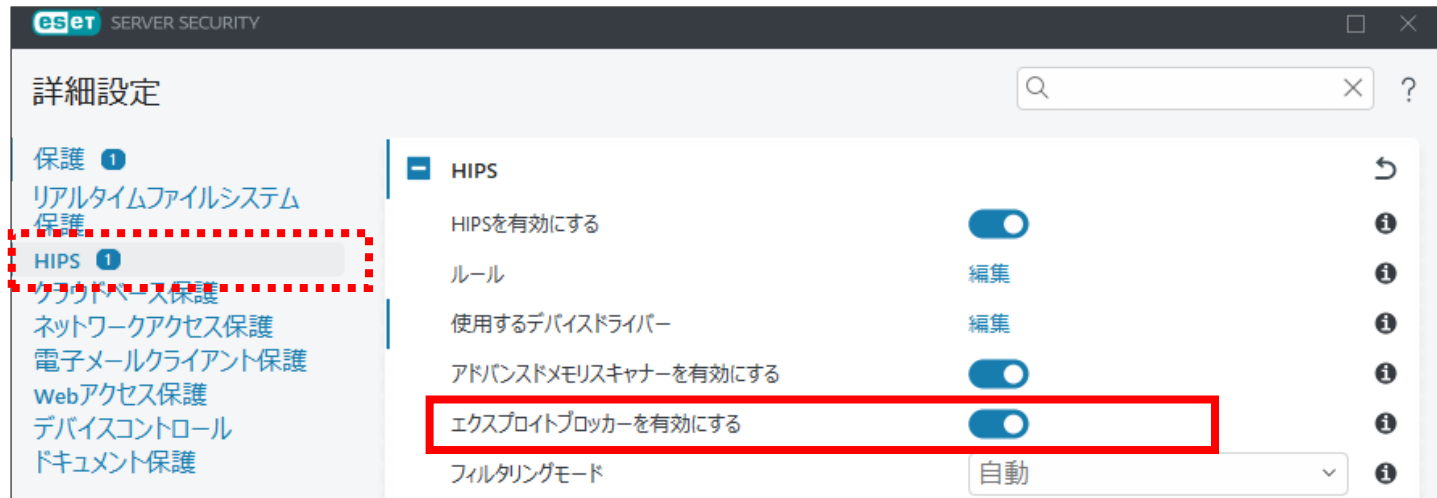 eset SERVER SECURITY
詳細設定
?
保護 1
リアルタイムファイルシステム
保護
HIPS 1
クラウドベース保護
ネットワークアクセス保護
電子メールクライアント保護
Webアクセス保護
デバイスコントロール
ドキュメント保護
HIPS
HIPSを有効にする
ルール 編集
使用するデバイスドライバー 編集
アドバンスドメモリスキャナーを有効にする
エクスプロイトブロッカーを有効にする
フィルタリングモード 自動